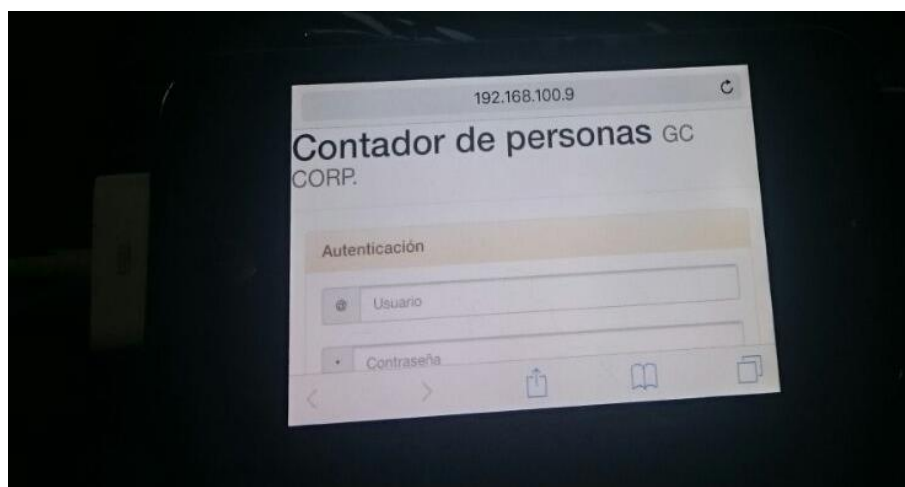 192.168.100.9
Contador de personas GC
CORP.
Autenticación
@ Usuario
* Contraseña